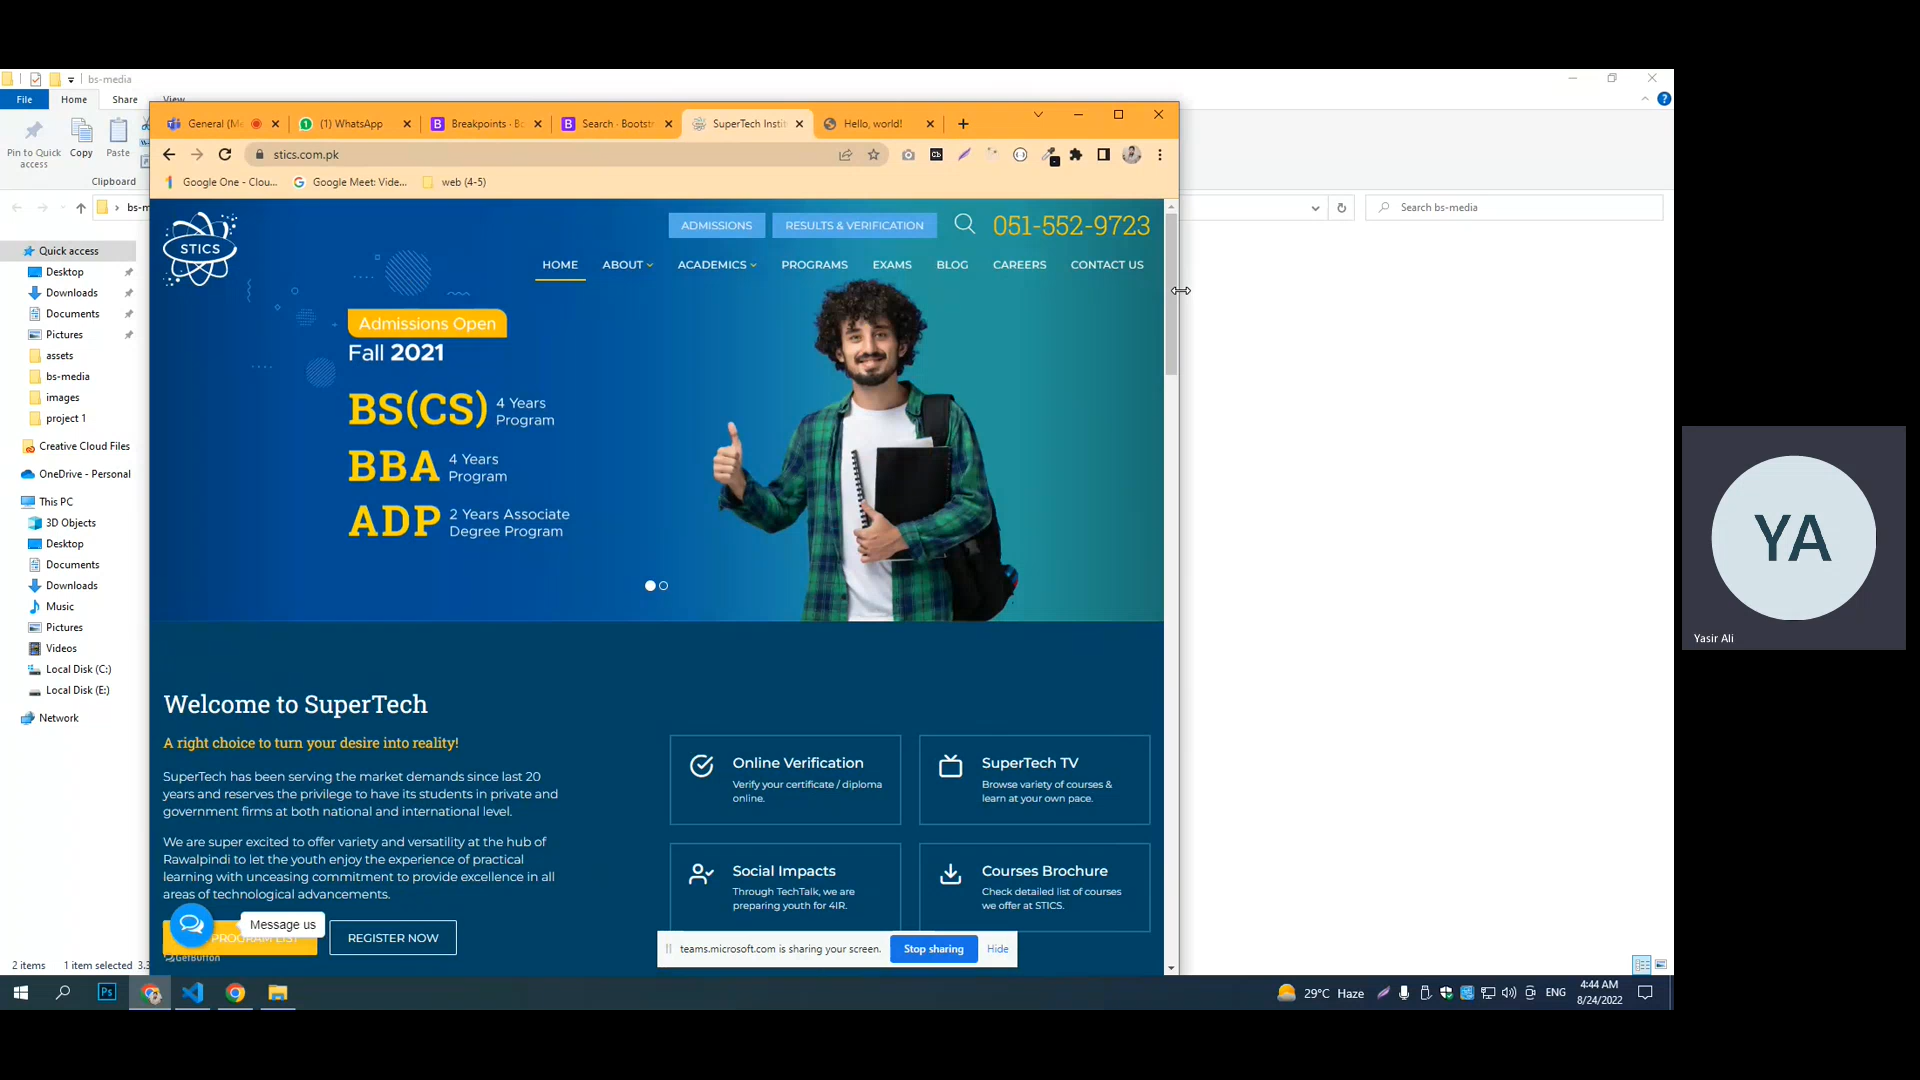 bs-media
File
Home
Share
View
Pin to Quick access
Copy
Paste
Clipboard
General (M
(1) WhatsApp
Breakpoints · B
Search · Bootstr
SuperTech Insti
Hello, world!
stics.com.pk
Google One - Clou...
Google Meet: Vide...
web (4-5)
bs-m
Search bs-media
STICS
ADMISSIONS
RESULTS & VERIFICATION
051-552-9723
HOME
ABOUT
ACADEMICS
PROGRAMS
EXAMS
BLOG
CAREERS
CONTACT US
Quick access
Desktop
Downloads
Documents
Pictures
assets
bs-media
images
project 1
Creative Cloud Files
OneDrive - Personal
This PC
3D Objects
Desktop
Documents
Downloads
Music
Pictures
Videos
Local Disk (C:)
Local Disk (E:)
Network
Admissions Open
Fall 2021
BS(CS) 4 Years Program
BBA 4 Years Program
ADP 2 Years Associate Degree Program
Welcome to SuperTech
A right choice to turn your desire into reality!
SuperTech has been serving the market demands since last 20
years and reserves the privilege to have its students in private and
government firms at both national and international level.
We are super excited to offer variety and versatility at the hub of
Rawalpindi to let the youth enjoy the experience of practical
learning with unceasing commitment to provide excellence in all
areas of technological advancements.
PROGRAM LIST
Message us
REGISTER NOW
GetButton
Online Verification
Verify your certificate / diploma
online.
SuperTech TV
Browse variety of courses &
learn at your own pace.
Social Impacts
Through TechTalk, we are
preparing youth for 4IR.
Courses Brochure
Check detailed list of courses
we offer at STICS.
teams.microsoft.com is sharing your screen.
Stop sharing
Hide
2 items
1 item selected
3.3
Ps
29°C Haze
ENG
4:44 AM
8/24/2022
YA
Yasir Ali